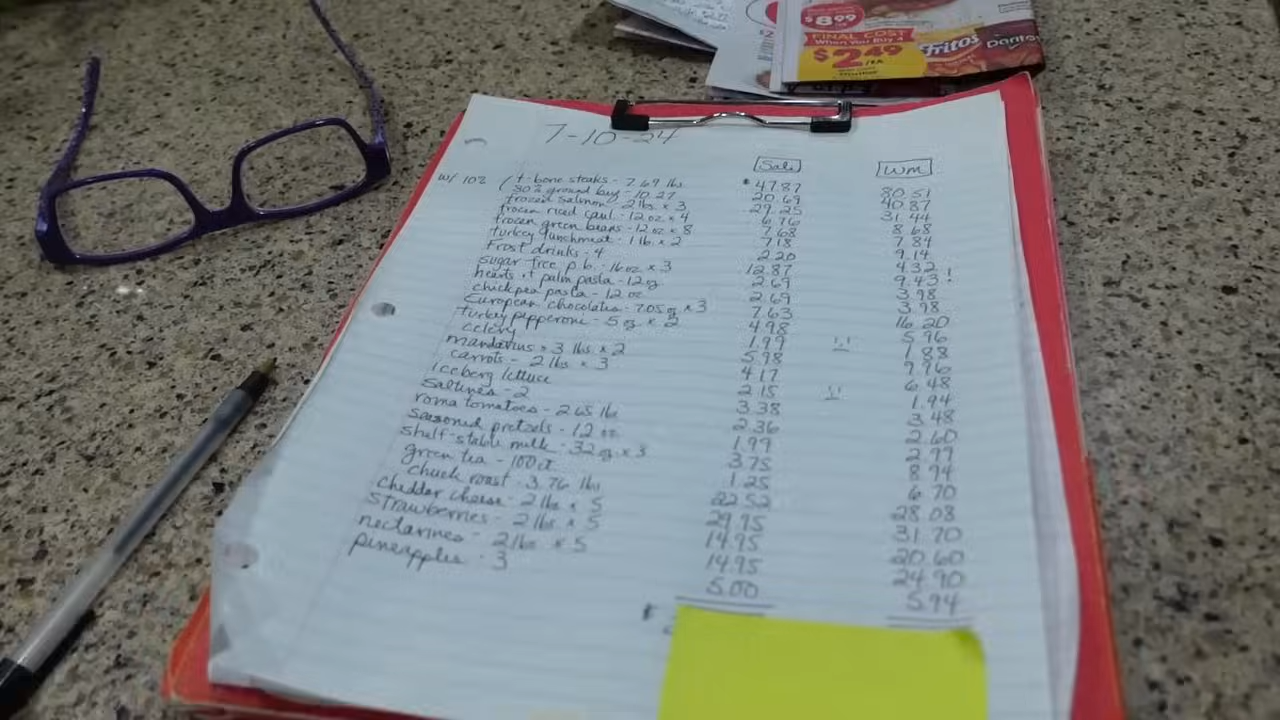 $8.99
FINAL COST
When You Buy 4
$2.49
/EA
Fritos
Doritos
7-10-24
Sale WM
w/ 10% ( t-bone steaks - 7.69 lbs $47.87 80.51
80% ground - 10.27 20.69 40.87
frozen salmon - 2 lbs. x 3 29.25 31.44
frozen riced caul. - 12 oz x 4 6.76 8.68
frozen green beans - 12 oz x 8 7.68 7.84
turkey lunchmeat - 1 lb. x 2 7.18 9.14
Frost drinks - 4 2.20 4.32 !
sugar free p.b. - 16 oz x 3 12.87 9.43 !
hearts of palm pasta - 12 oz 2.69 3.98
chickpea pasta - 12 oz 2.69 3.98
European chocolates - 7.05 oz x 3 7.63 16.20
turkey pepperoni - 5 oz x 2 4.98 5.96
celery 1.99 1.88
mandarins - 3 lbs x 2 5.98 7.96
carrots - 2 lbs x 3 4.17 6.48
iceberg lettuce 2.15 1.94
saltines - 2 3.38 3.48
roma tomatoes - 2.65 lb 2.36 2.60
seasoned pretzels - 12 oz 1.99 2.99
shelf-stable milk - 32 oz x 3 3.75 8.94
green tea - 100 ct 1.25 6.70
chuck roast - 3.76 lbs 22.52 28.08
cheddar cheese - 2 lbs x 5 29.95 31.70
strawberries - 2 lbs x 5 14.95 20.60
nectarines - 2 lbs x 5 14.95 24.90
pineapples - 3 5.00 5.94
$